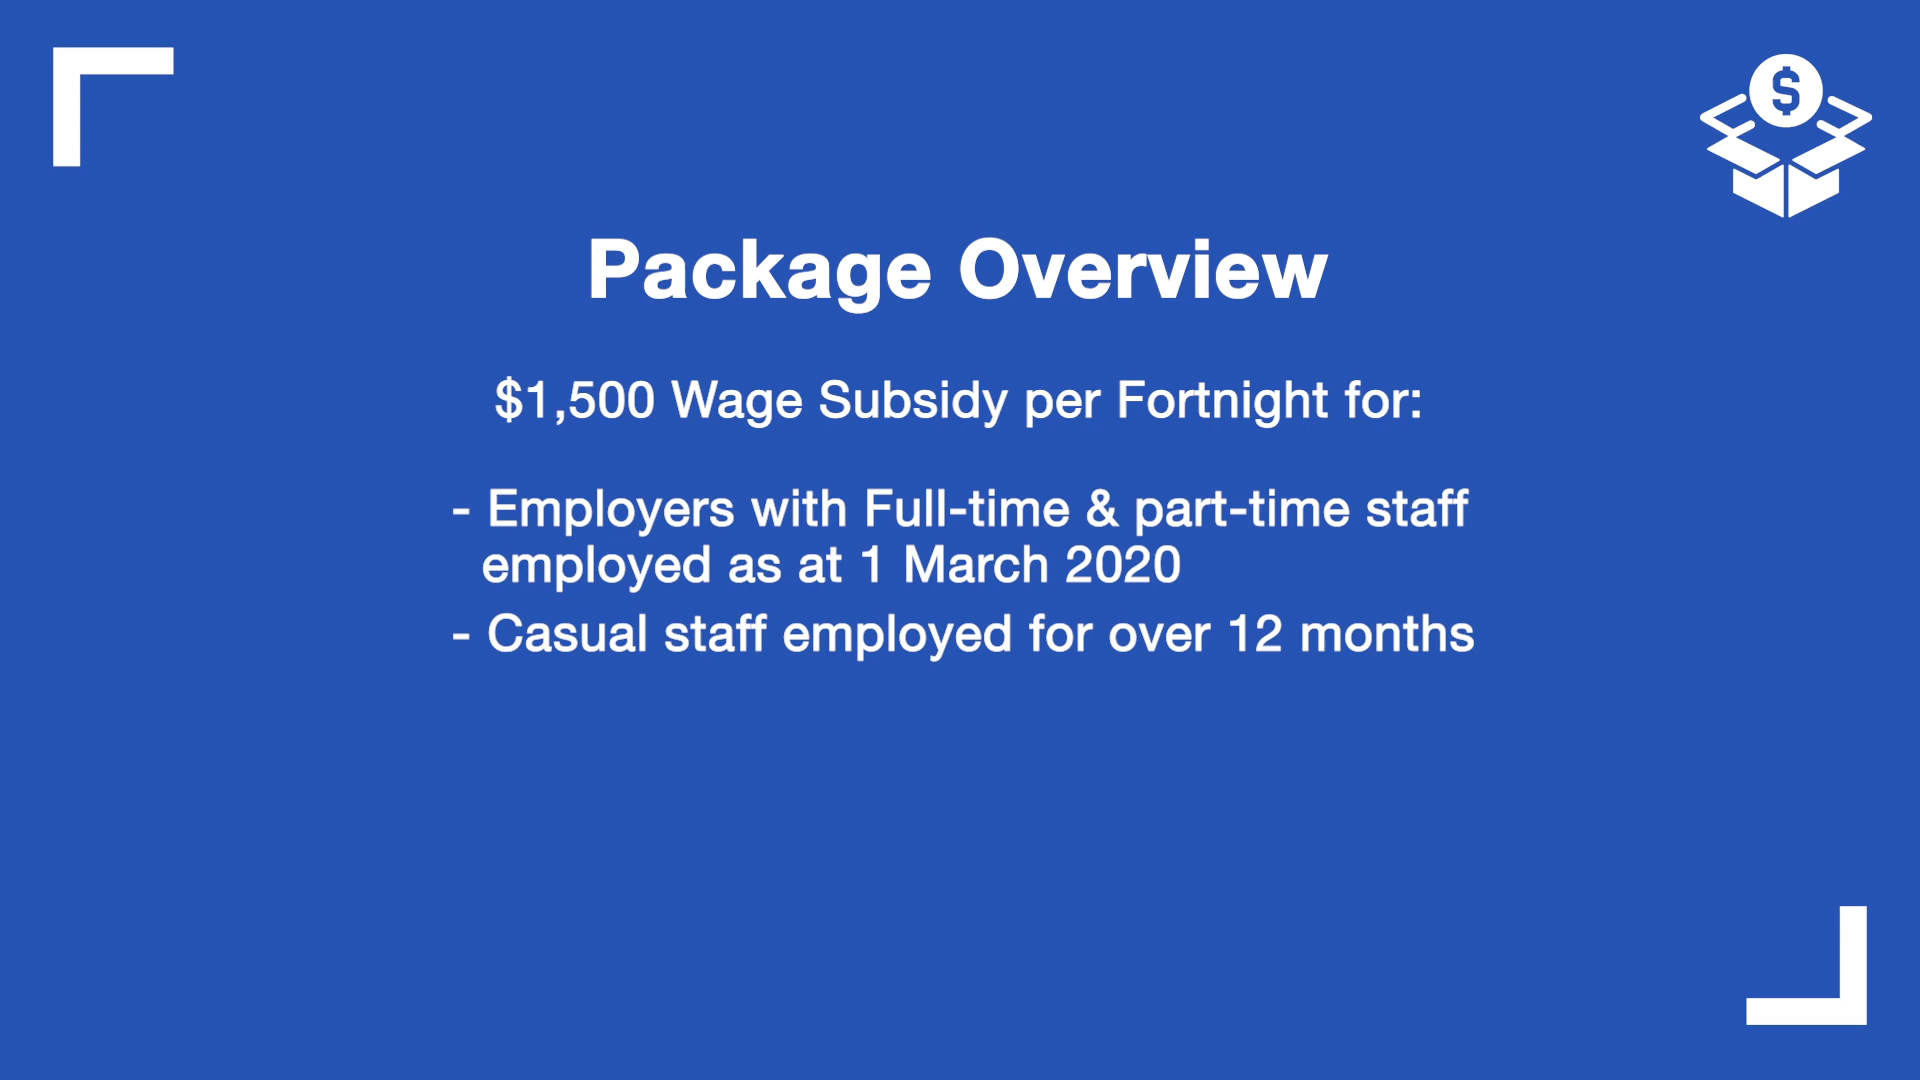 $
Package Overview
$1,500 Wage Subsidy per Fortnight for:
- Employers with Full-time & part-time staff
employed as at 1 March 2020
- Casual staff employed for over 12 months